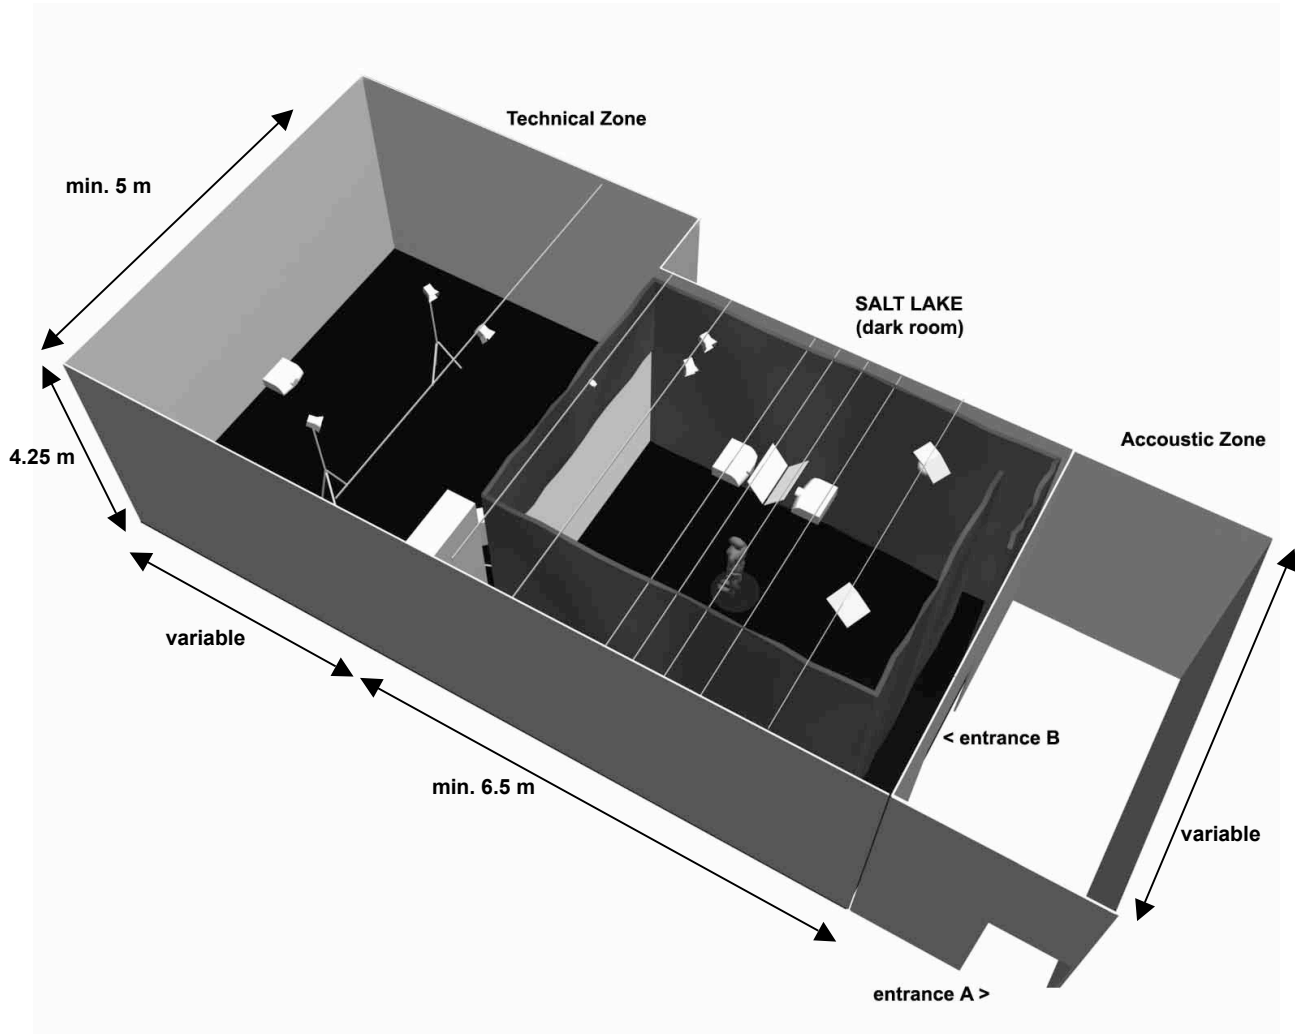 Technical Zone
min. 5 m
SALT LAKE
(dark room)
Accoustic Zone
4.25 m
variable
< entrance B
min. 6.5 m
variable
entrance A >